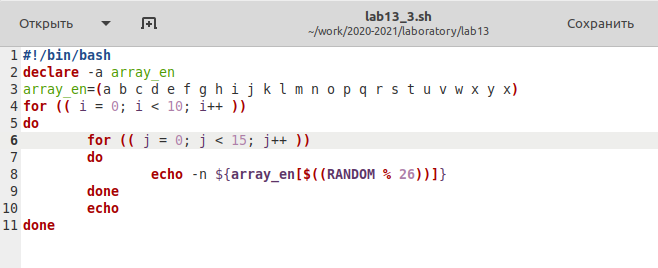 Открыть
lab13_3.sh
~/work/2020-2021/laboratory/lab13
Сохранить
1 #!/bin/bash
2 declare -a array_en
3 array_en=(a b c d e f g h i j k l m n o p q r s t u v w x y x)
4 for (( i = 0; i < 10; i++ ))
5 do
6 for (( j = 0; j < 15; j++ ))
7 do
8 echo -n ${array_en[$((RANDOM % 26))]}
9 done
10 echo
11 done